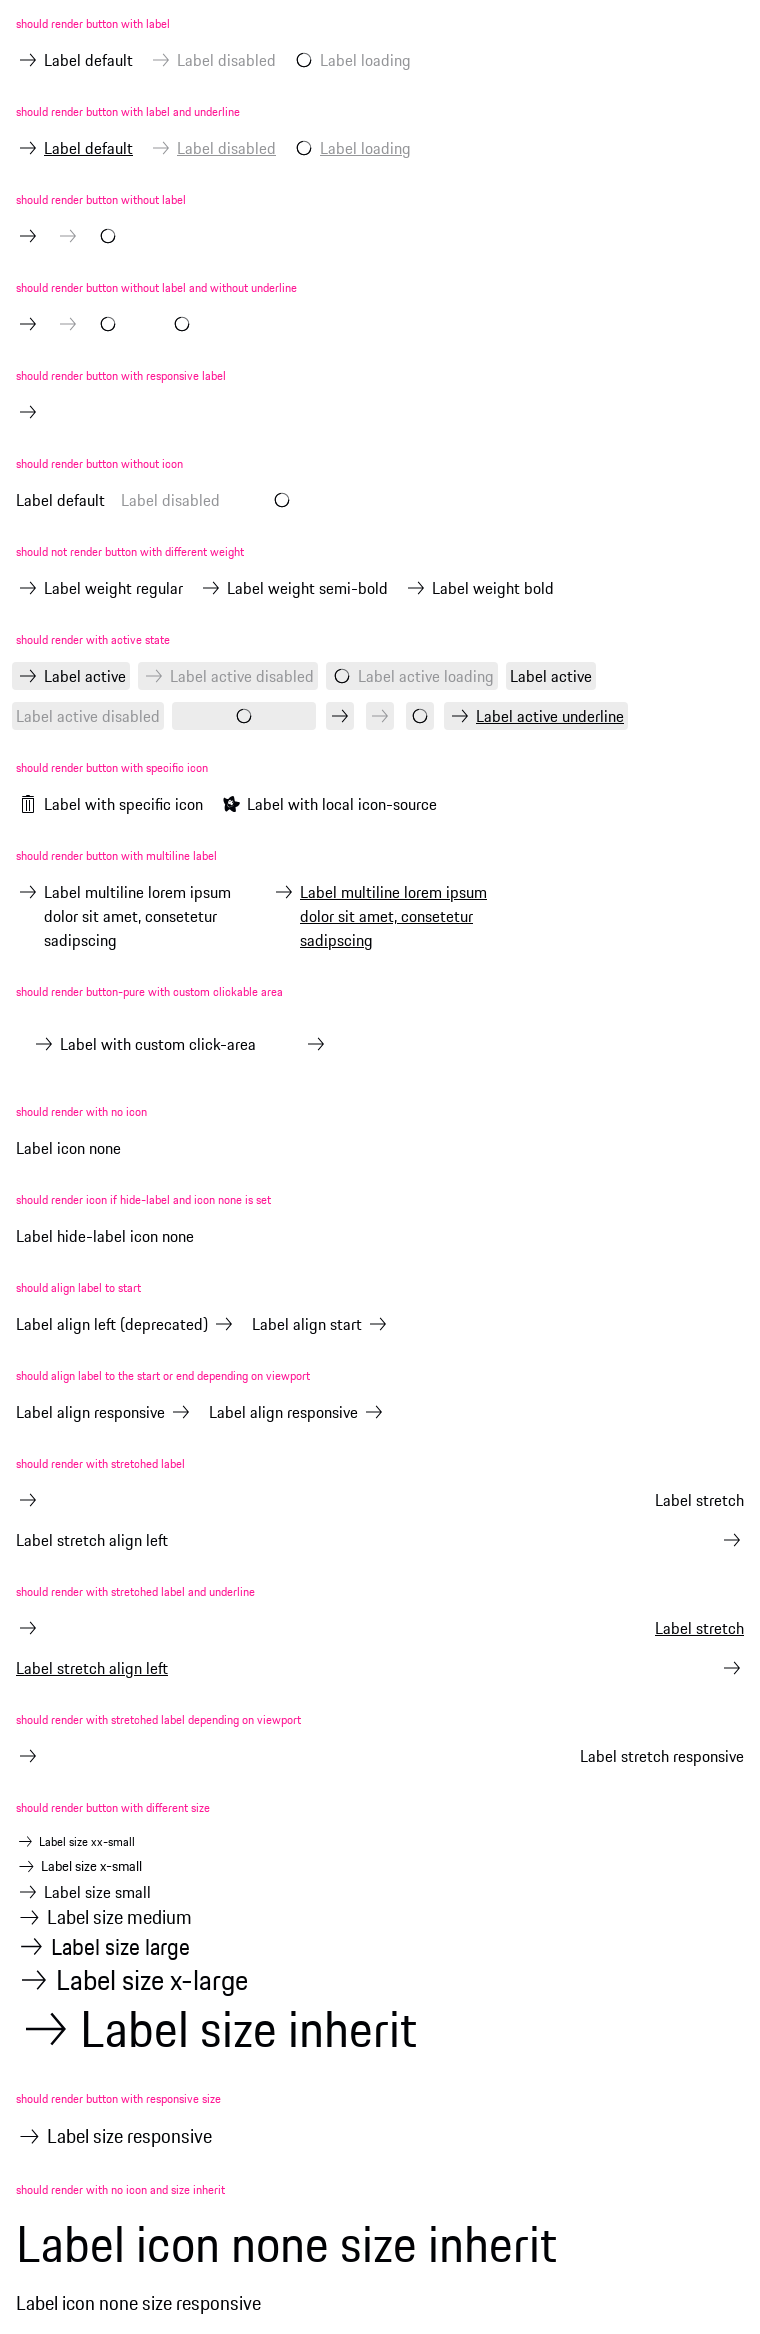 should render button with label
Label default Label disabled Label loading
should render button with label and underline
Label default Label disabled Label loading
should render button without label
should render button without label and without underline
should render button with responsive label
should render button without icon
Label default Label disabled
should not render button with different weight
Label weight regular Label weight semi-bold Label weight bold
should render with active state
Label active Label active disabled Label active loading Label active
Label active disabled Label active underline
should render button with specific icon
Label with specific icon Label with local icon-source
should render button with multiline label
Label multiline lorem ipsum
dolor sit amet, consetetur
sadipscing
Label multiline lorem ipsum
dolor sit amet, consetetur
sadipscing
should render button-pure with custom clickable area
Label with custom click-area
should render with no icon
Label icon none
should render icon if hide-label and icon none is set
Label hide-label icon none
should align label to start
Label align left (deprecated) Label align start
should align label to the start or end depending on viewport
Label align responsive Label align responsive
should render with stretched label
Label stretch
Label stretch align left
should render with stretched label and underline
Label stretch
Label stretch align left
should render with stretched label depending on viewport
Label stretch responsive
should render button with different size
Label size xx-small
Label size x-small
Label size small
Label size medium
Label size large
Label size x-large
Label size inherit
should render button with responsive size
Label size responsive
should render with no icon and size inherit
Label icon none size inherit
Label icon none size responsive